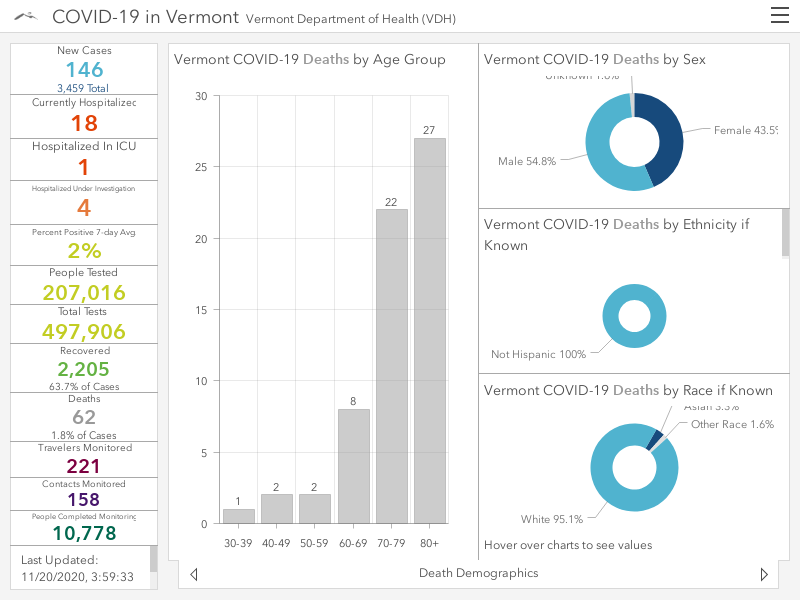 COVID-19 in Vermont Vermont Department of Health (VDH)
New Cases
146
3,459 Total
Currently Hospitalized
18
Hospitalized In ICU
1
Hospitalized Under Investigation
4
Percent Positive 7-day Avg
2%
People Tested
207,016
Total Tests
497,906
Recovered
2,205
63.7% of Cases
Deaths
62
1.8% of Cases
Travelers Monitored
221
Contacts Monitored
158
People Completed Monitoring
10,778
Last Updated:
11/20/2020, 3:59:33
Vermont COVID-19 Deaths by Age Group
30
27
25
22
20
15
10
8
5
2
2
1
0
30-39 40-49 50-59 60-69 70-79 80+
Vermont COVID-19 Deaths by Sex
Unknown 1.6%
Female 43.5%
Male 54.8%
Vermont COVID-19 Deaths by Ethnicity if
Known
Not Hispanic 100%
Vermont COVID-19 Deaths by Race if Known
Asian 3.3%
Other Race 1.6%
White 95.1%
Hover over charts to see values
Death Demographics